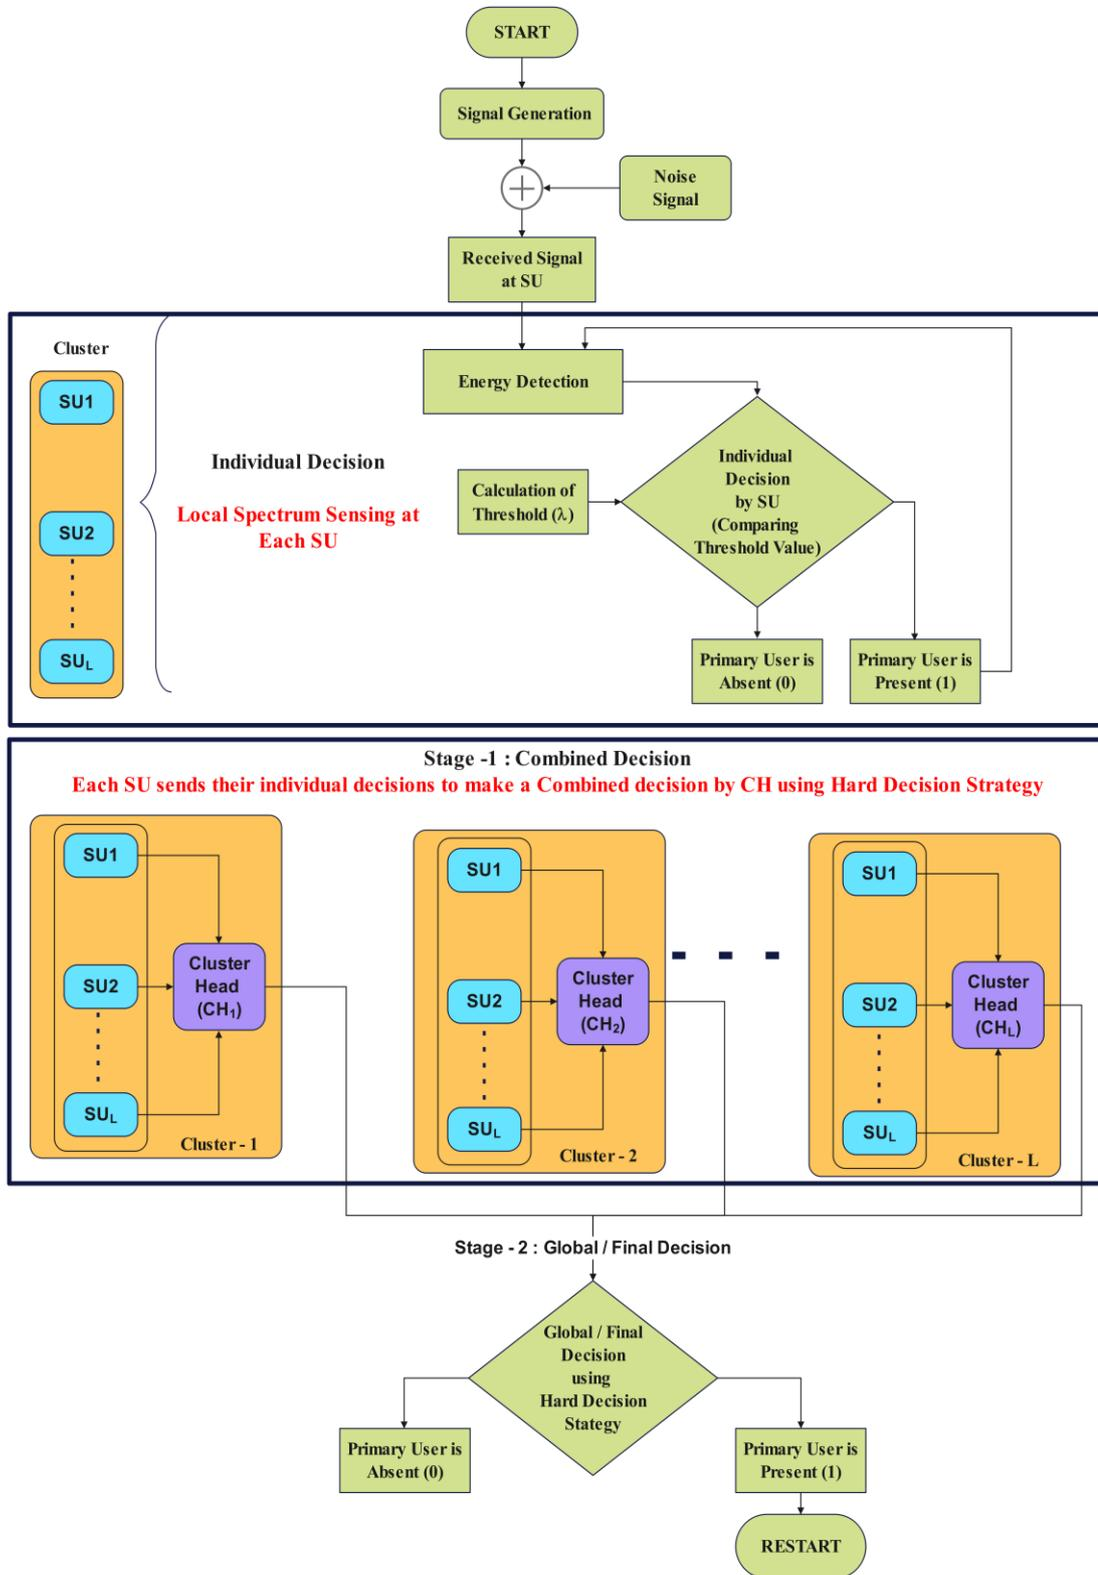 START
Signal Generation
Noise
Signal
Received Signal
at SU
Cluster
SU1
SU2
SU_L
Individual Decision
Local Spectrum Sensing at
Each SU
Energy Detection
Calculation of
Threshold (λ)
Individual
Decision
by SU
(Comparing
Threshold Value)
Primary User is
Absent (0)
Primary User is
Present (1)
Stage -1 : Combined Decision
Each SU sends their individual decisions to make a Combined decision by CH using Hard Decision Strategy
SU1
SU2
SU_L
Cluster
Head
(CH₁)
Cluster - 1
SU1
SU2
SU_L
Cluster
Head
(CH₂)
Cluster - 2
SU1
SU2
SU_L
Cluster
Head
(CH_L)
Cluster - L
Stage - 2 : Global / Final Decision
Global / Final
Decision
using
Hard Decision
Stategy
Primary User is
Absent (0)
Primary User is
Present (1)
RESTART